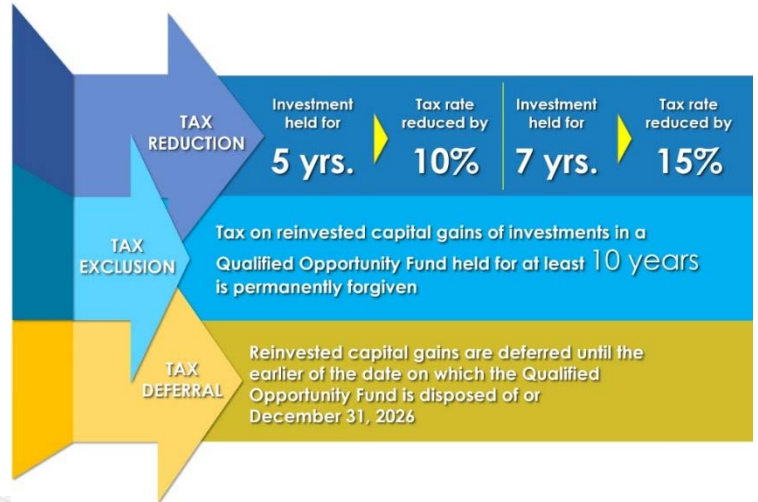 TAX
REDUCTION
Investment
held for
5 yrs.
Tax rate
reduced by
10%
Investment
held for
7 yrs.
Tax rate
reduced by
15%
TAX
EXCLUSION
Tax on reinvested capital gains of investments in a
Qualified Opportunity Fund held for at least 10 years
is permanently forgiven
TAX
DEFERRAL
Reinvested capital gains are deferred until the
earlier of the date on which the Qualified
Opportunity Fund is disposed of or
December 31, 2026